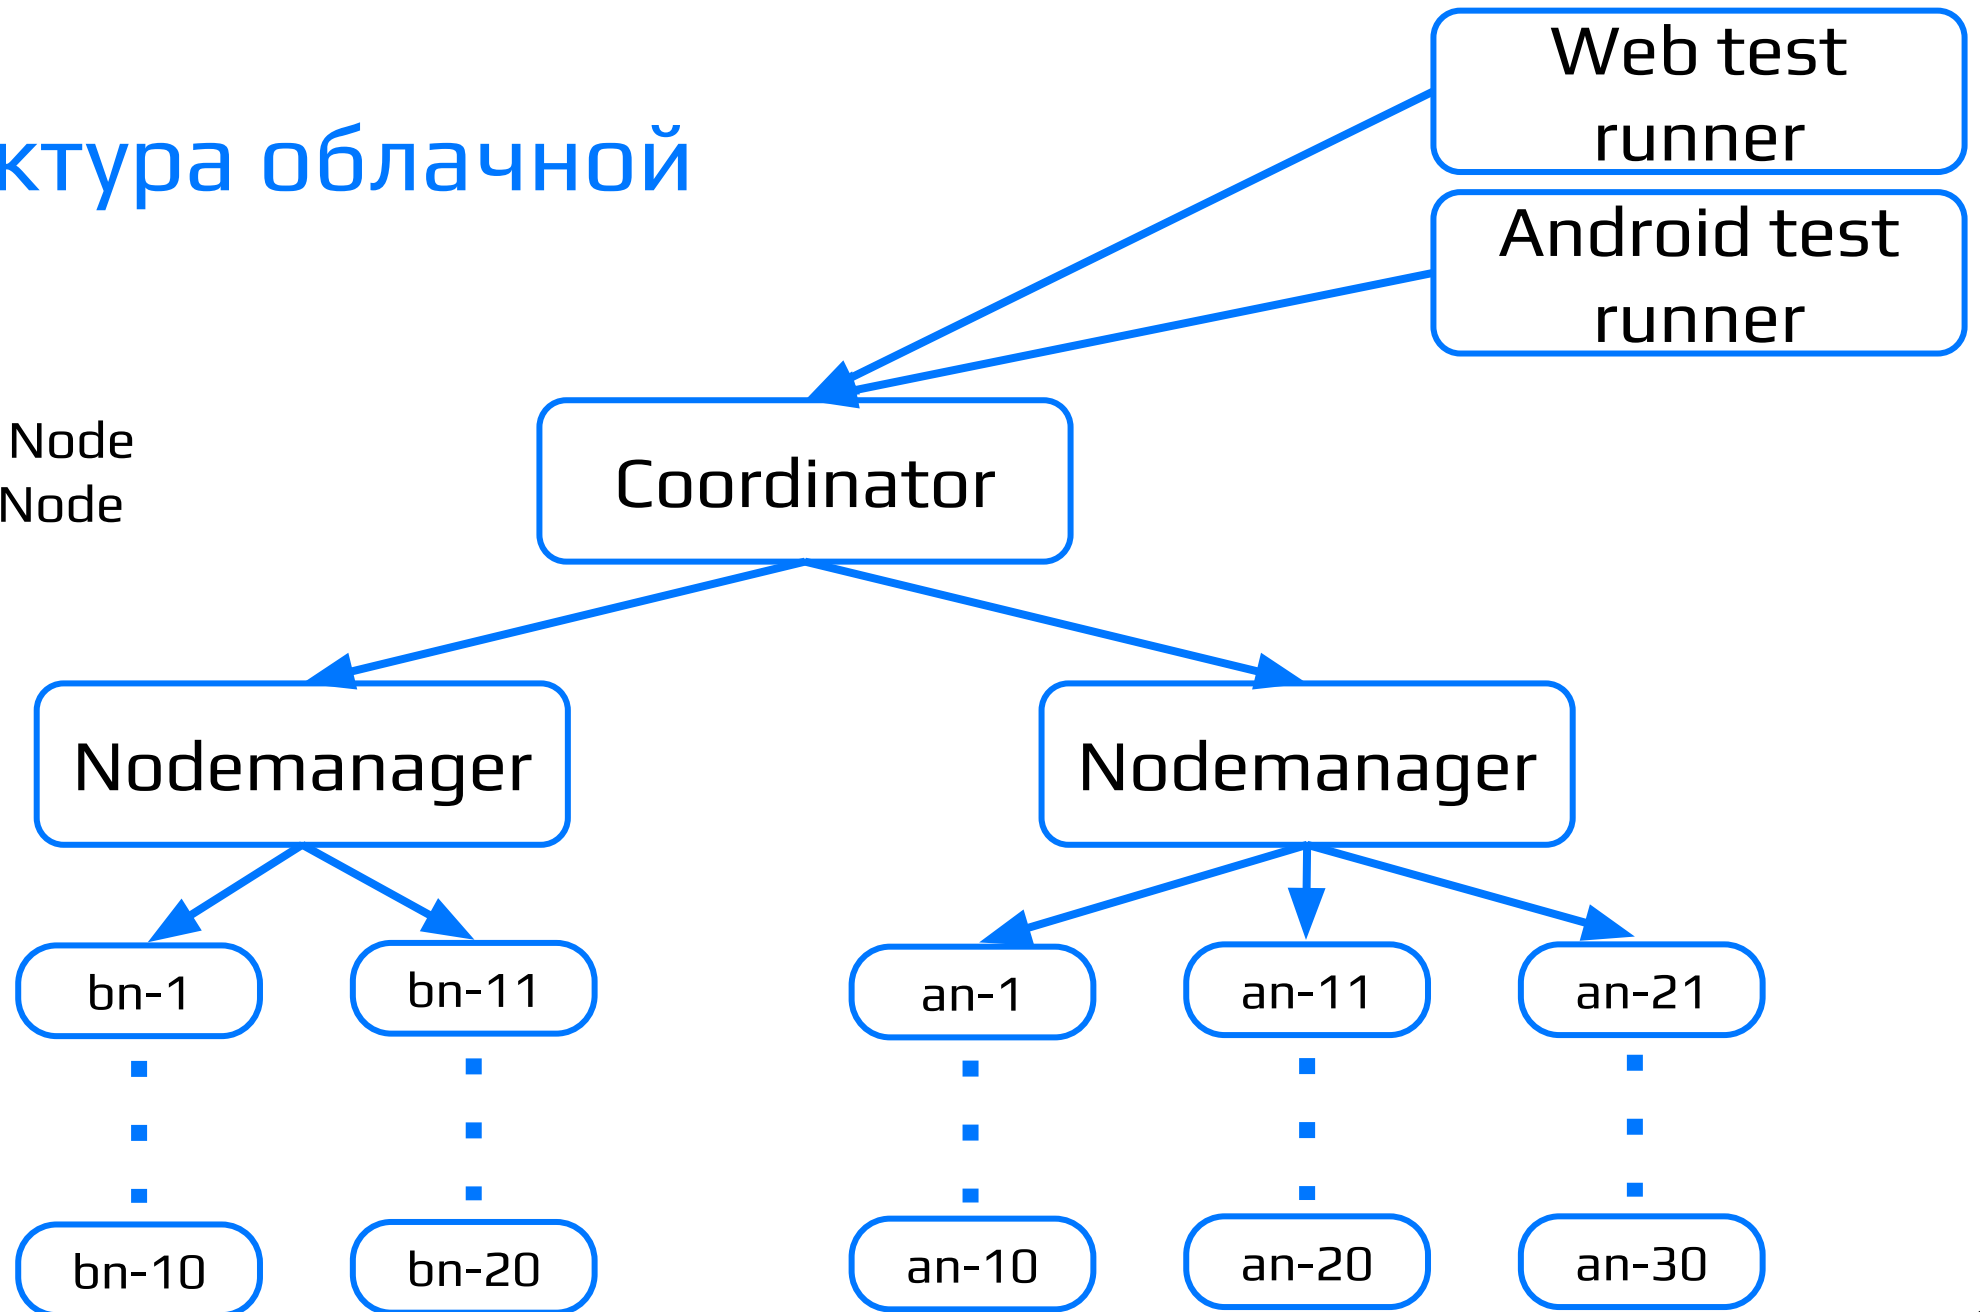 Web test
runner
ктура облачной
Android test
runner
Node
Node
Coordinator
Nodemanager
Nodemanager
bn-1
bn-11
an-1
an-11
an-21
bn-10
bn-20
an-10
an-20
an-30